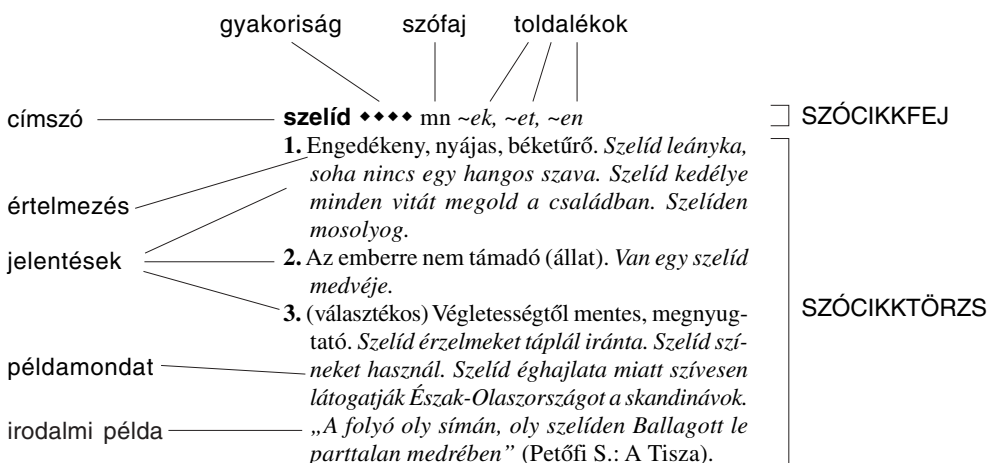 gyakoriság szófaj toldalékok
címszó szelíd ◆◆◆◆ mn ~ek, ~et, ~en SZÓCIKKFEJ
1. Engedékeny, nyájas, béketűrő. Szelíd leányka,
soha nincs egy hangos szava. Szelíd kedélye
értelmezés minden vitát megold a családban. Szelíden
mosolyog.
jelentések 2. Az emberre nem támadó (állat). Van egy szelíd
medvéje.
3. (választékos) Végletességtől mentes, megnyug- SZÓCIKKTÖRZS
tató. Szelíd érzelmeket táplál iránta. Szelíd szí-
példamondat neket használ. Szelíd éghajlata miatt szívesen
látogatják Észak-Olaszországot a skandinávok.
irodalmi példa „A folyó oly símán, oly szelíden Ballagott le
parttalan medrében” (Petőfi S.: A Tisza).